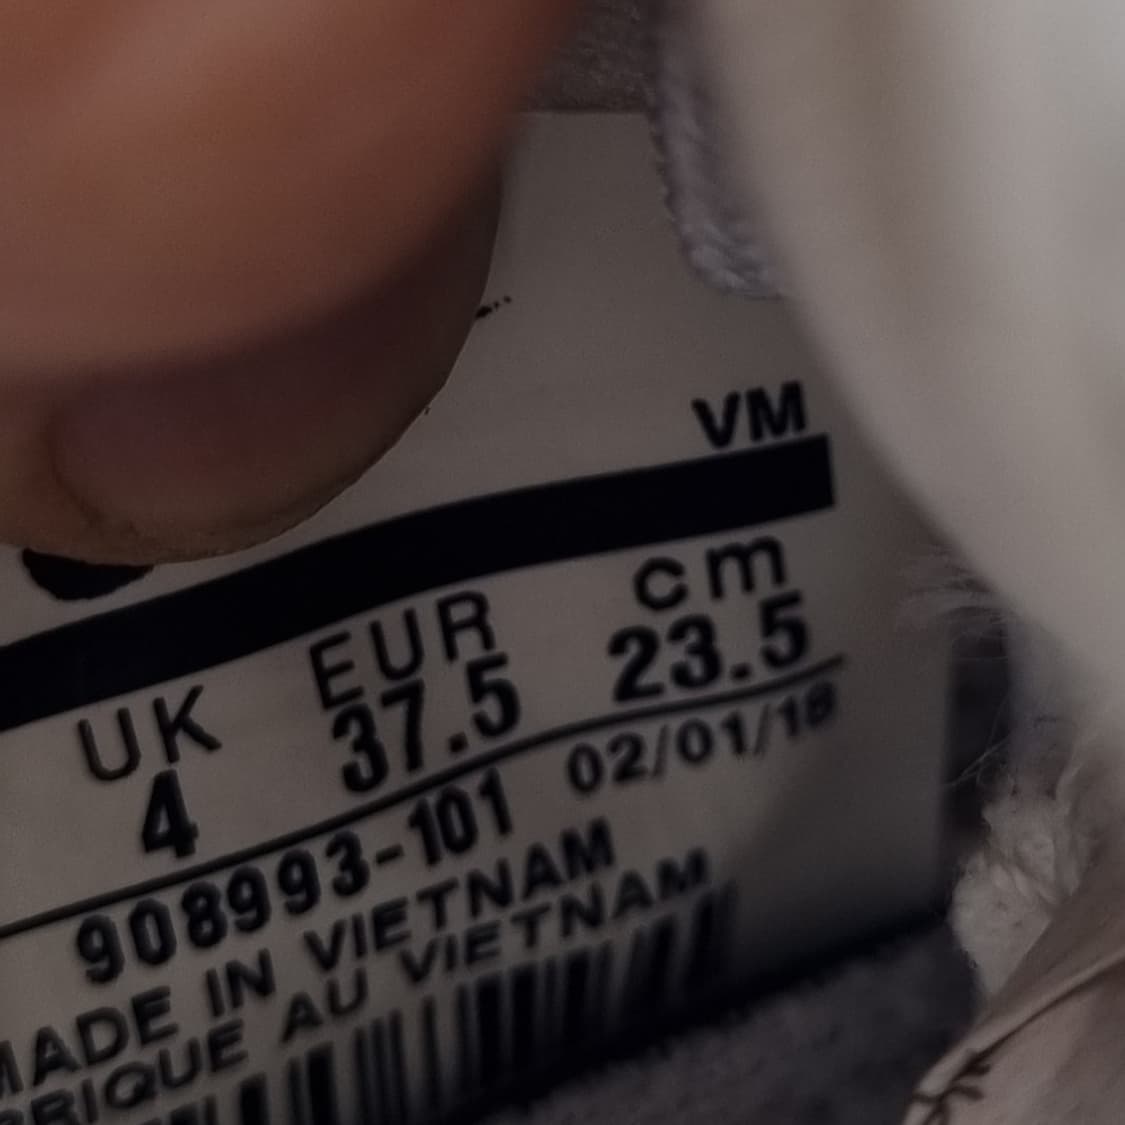 VM
UK EUR cm
4 37.5 23.5
908993-101 02/01/18
MADE IN VIETNAM
BRIQUE AU VIETNAM